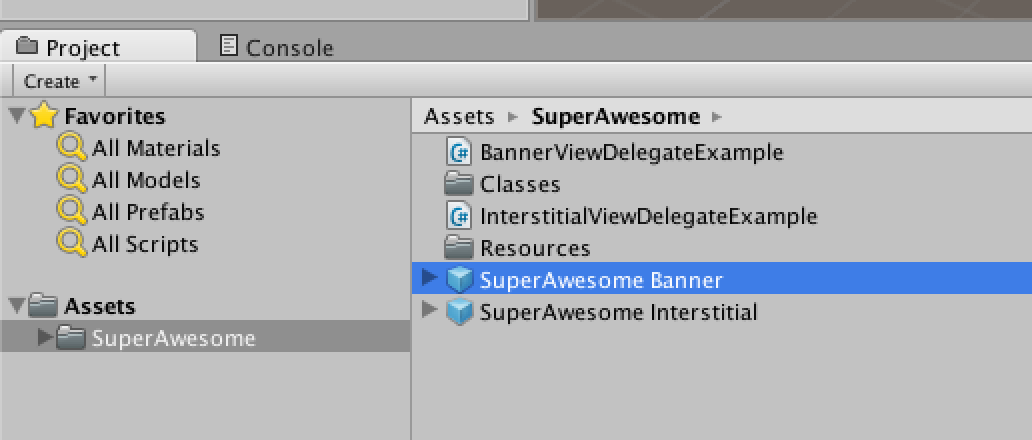 Project
Console
Create
Favorites
All Materials
All Models
All Prefabs
All Scripts
Assets
SuperAwesome
Assets SuperAwesome
BannerViewDelegateExample
Classes
InterstitialViewDelegateExample
Resources
SuperAwesome Banner
SuperAwesome Interstitial